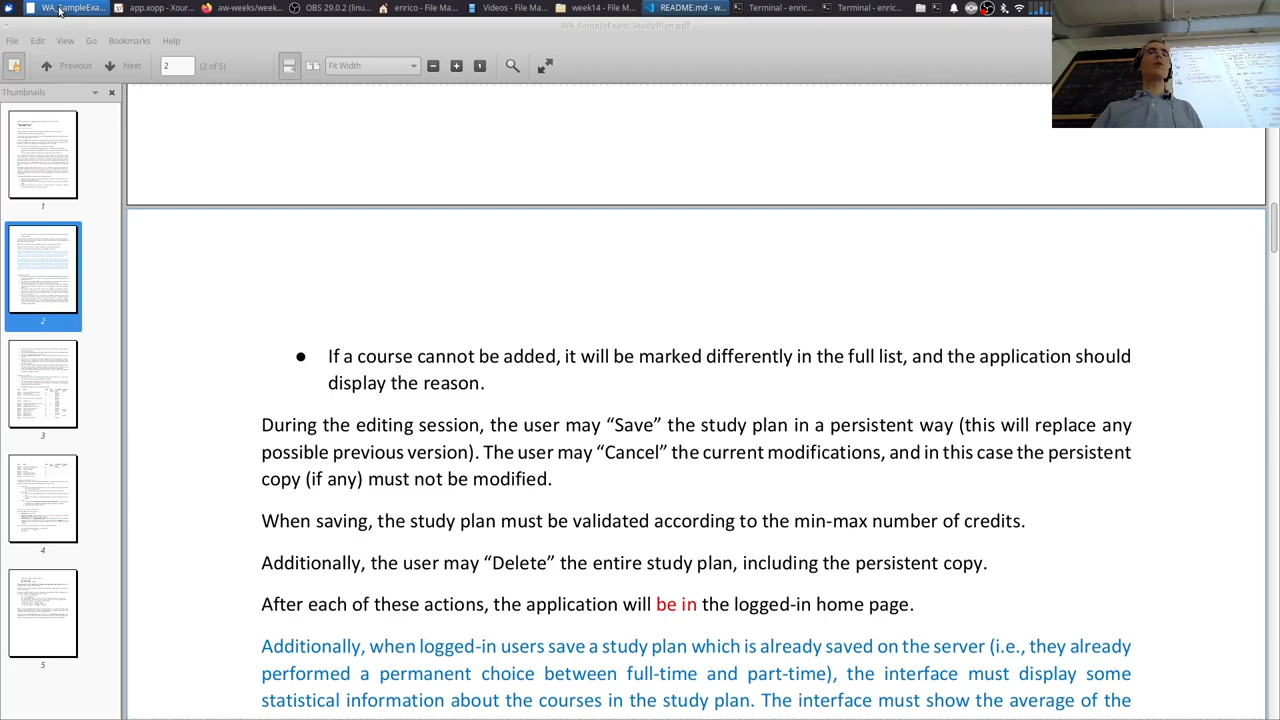 WA_SampleExa... app.xopp - Xour... aw-weeks/week... OBS 29.0.2 (linu... enrico - File Ma... Videos - File Ma... week14 - File M... README.md - w... Terminal - enric... Terminal - enric...
WA_SampleExam_StudyPlan.pdf
File Edit View Go Bookmarks Help
Previous Next 2 (2 of 5) Fit Width
Thumbnails
1
2
3
4
5
● If a course cannot be added, it will be marked differently in the full list, and the application should
display the reason.
During the editing session, the user may “Save” the study plan in a persistent way (this will replace any
possible previous version). The user may “Cancel” the current modifications, and in this case the persistent
copy (if any) must not be modified.
When saving, the study plan must be validated according to the min-max number of credits.
Additionally, the user may “Delete” the entire study plan, including the persistent copy.
After each of these actions, the application will be in the logged-in home page.
Additionally, when logged-in users save a study plan which is already saved on the server (i.e., they already
performed a permanent choice between full-time and part-time), the interface must display some
statistical information about the courses in the study plan. The interface must show the average of the